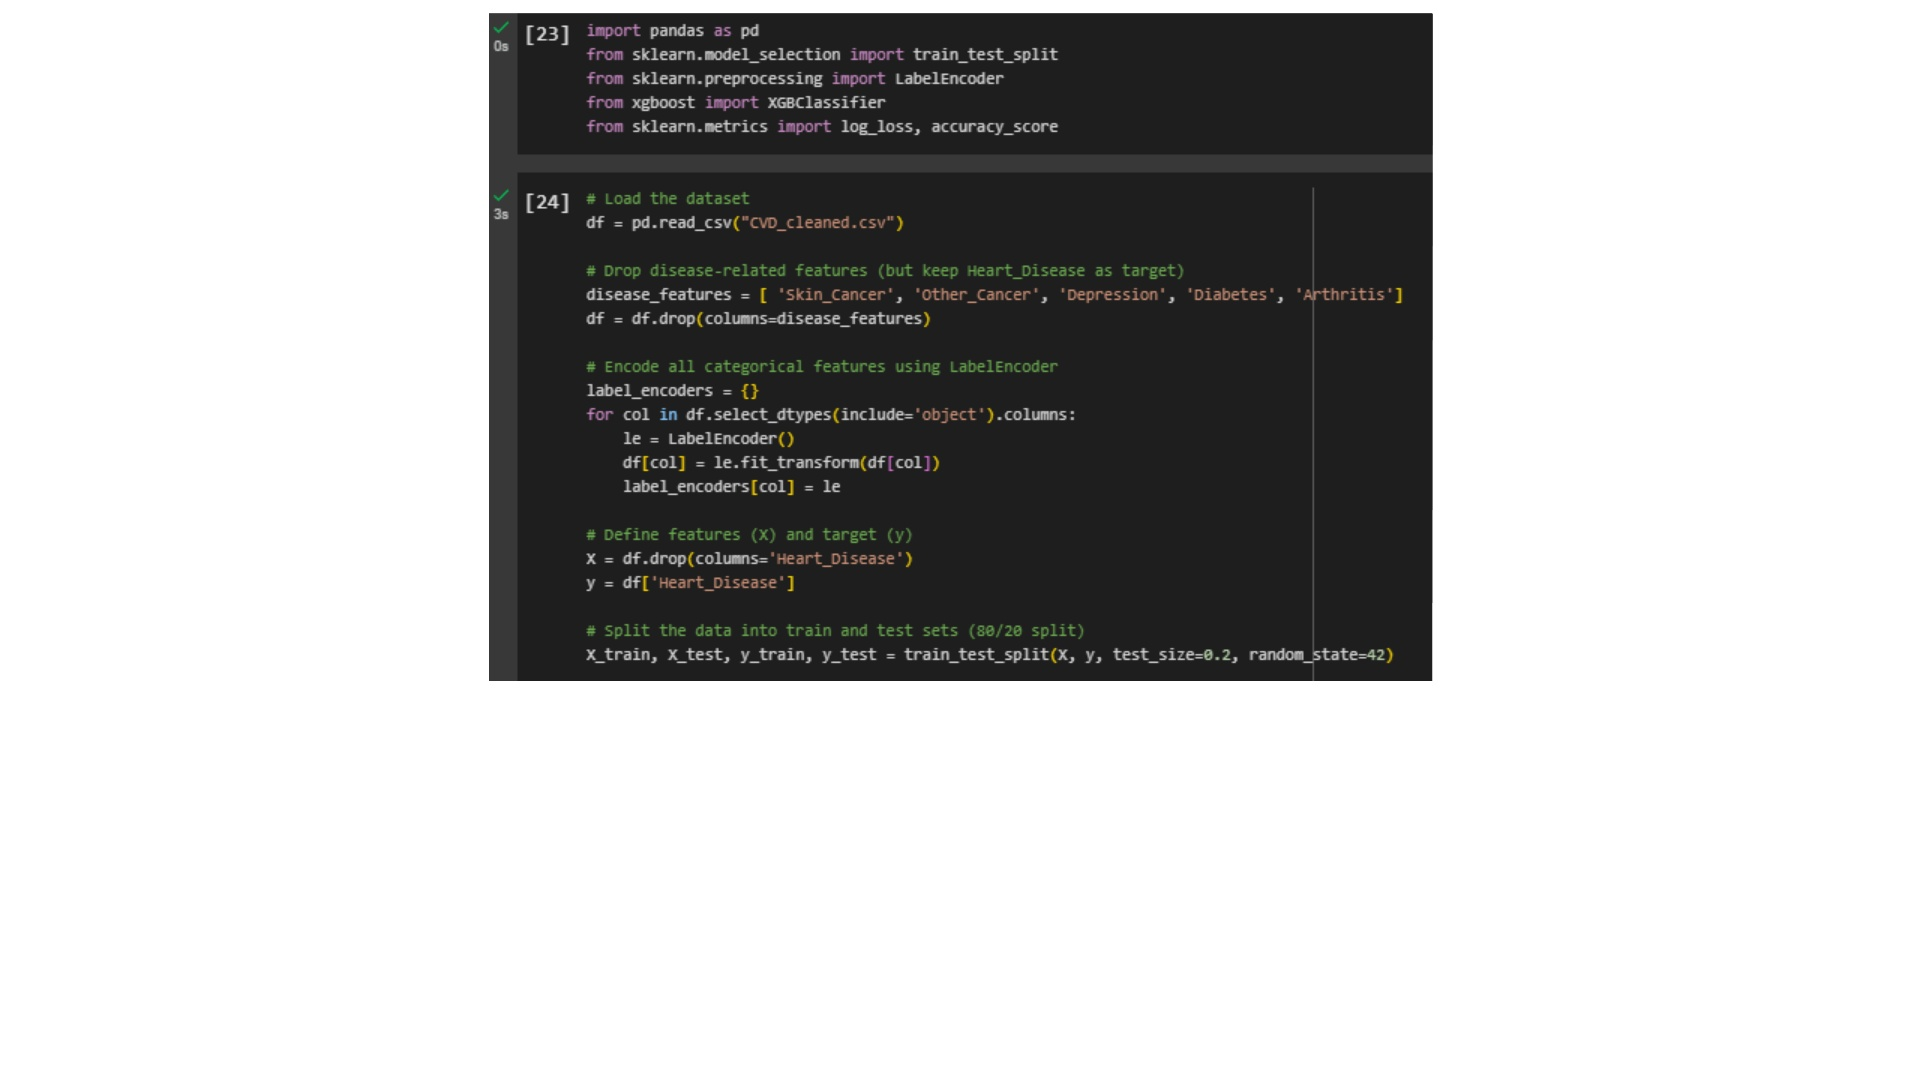 [23] import pandas as pd
0s
from sklearn.model_selection import train_test_split
from sklearn.preprocessing import LabelEncoder
from xgboost import XGBClassifier
from sklearn.metrics import log_loss, accuracy_score
[24] # Load the dataset
3s
df = pd.read_csv("CVD_cleaned.csv")
# Drop disease-related features (but keep Heart_Disease as target)
disease_features = [ 'Skin_Cancer', 'Other_Cancer', 'Depression', 'Diabetes', 'Arthritis']
df = df.drop(columns=disease_features)
# Encode all categorical features using LabelEncoder
label_encoders = {}
for col in df.select_dtypes(include='object').columns:
    le = LabelEncoder()
    df[col] = le.fit_transform(df[col])
    label_encoders[col] = le
# Define features (X) and target (y)
X = df.drop(columns='Heart_Disease')
y = df['Heart_Disease']
# Split the data into train and test sets (80/20 split)
X_train, X_test, y_train, y_test = train_test_split(X, y, test_size=0.2, random_state=42)